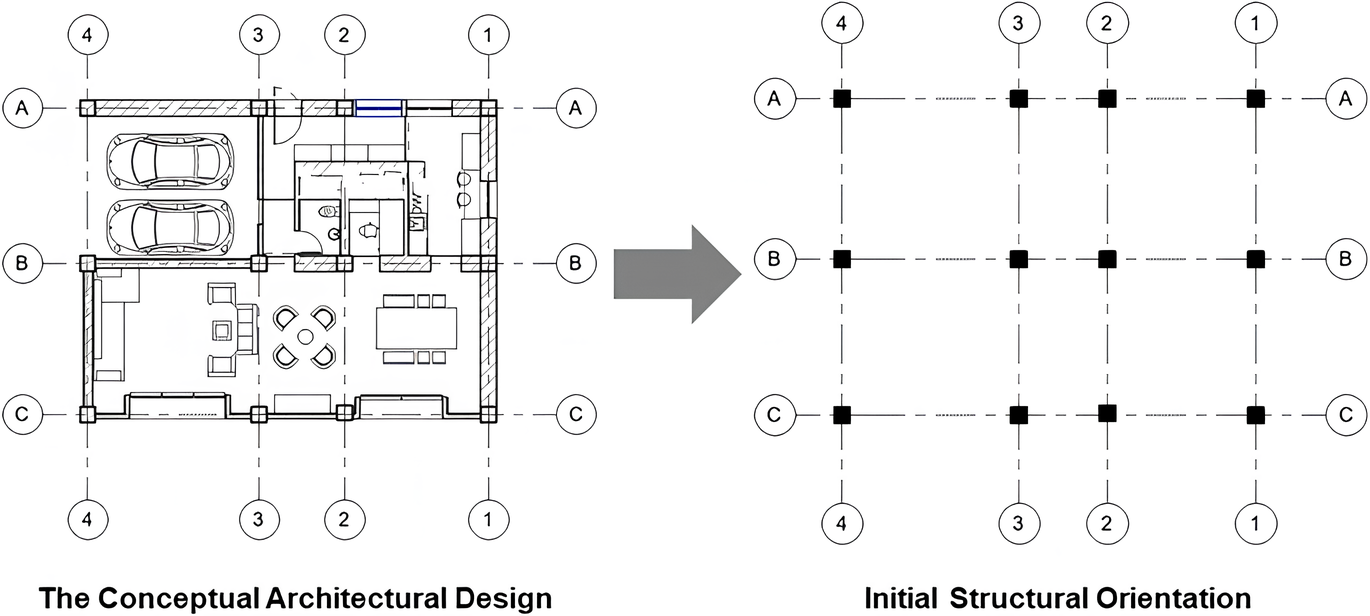 4 3 2 1
4 3 2 1
A A
A A
B B
B B
C C
C C
4 3 2 1
4 3 2 1
The Conceptual Architectural Design
Initial Structural Orientation